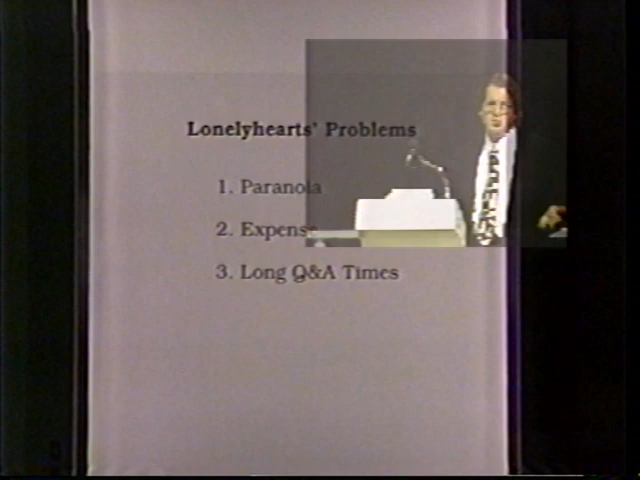 Lonelyhearts' Problems
1. Paranoia
2. Expense
3. Long Q&A Times